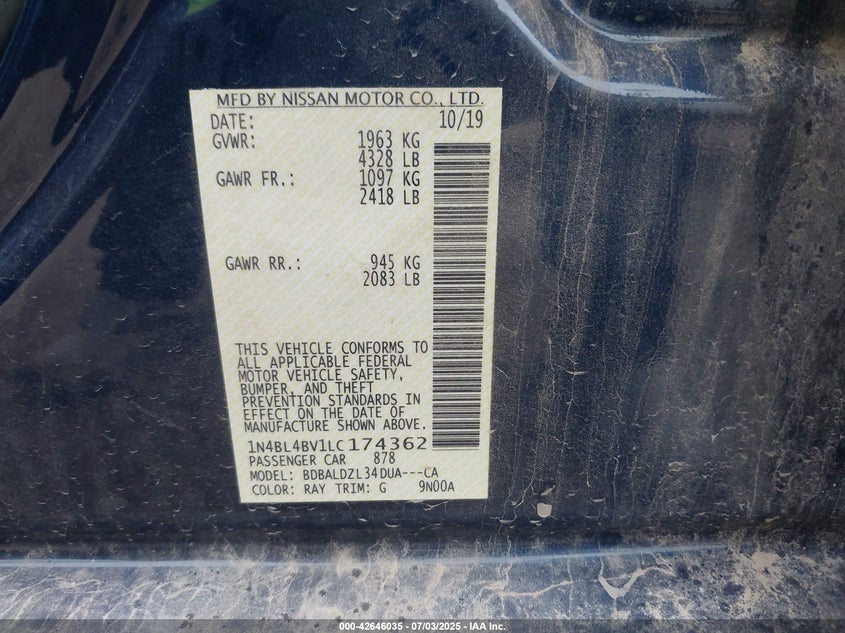 MFD BY NISSAN MOTOR CO., LTD.
DATE: 10/19
GVWR: 1963 KG
4328 LB
GAWR FR.: 1097 KG
2418 LB
GAWR RR.: 945 KG
2083 LB
THIS VEHICLE CONFORMS TO
ALL APPLICABLE FEDERAL
MOTOR VEHICLE SAFETY,
BUMPER, AND THEFT
PREVENTION STANDARDS IN
EFFECT ON THE DATE OF
MANUFACTURE SHOWN ABOVE.
1N4BL4BV1LC174362
PASSENGER CAR 878
MODEL: BDBALDZL34DUA---CA
COLOR: RAY TRIM: G 9N00A
000-42646035 - 07/03/2025 - IAA Inc.